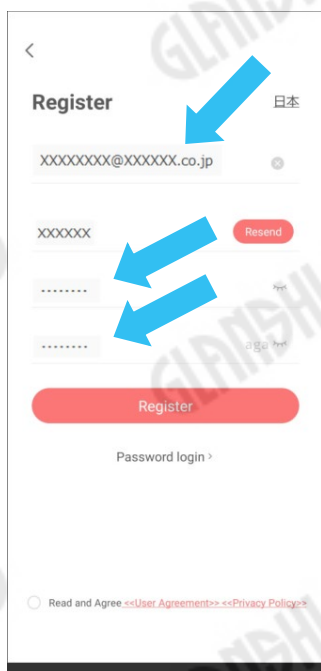 Register
日本
XXXXXXXX@XXXXXX.co.jp
XXXXXX
Resend
........
........
aga
Register
Password login >
Read and Agree <<User Agreement>> <<Privacy Policy>>